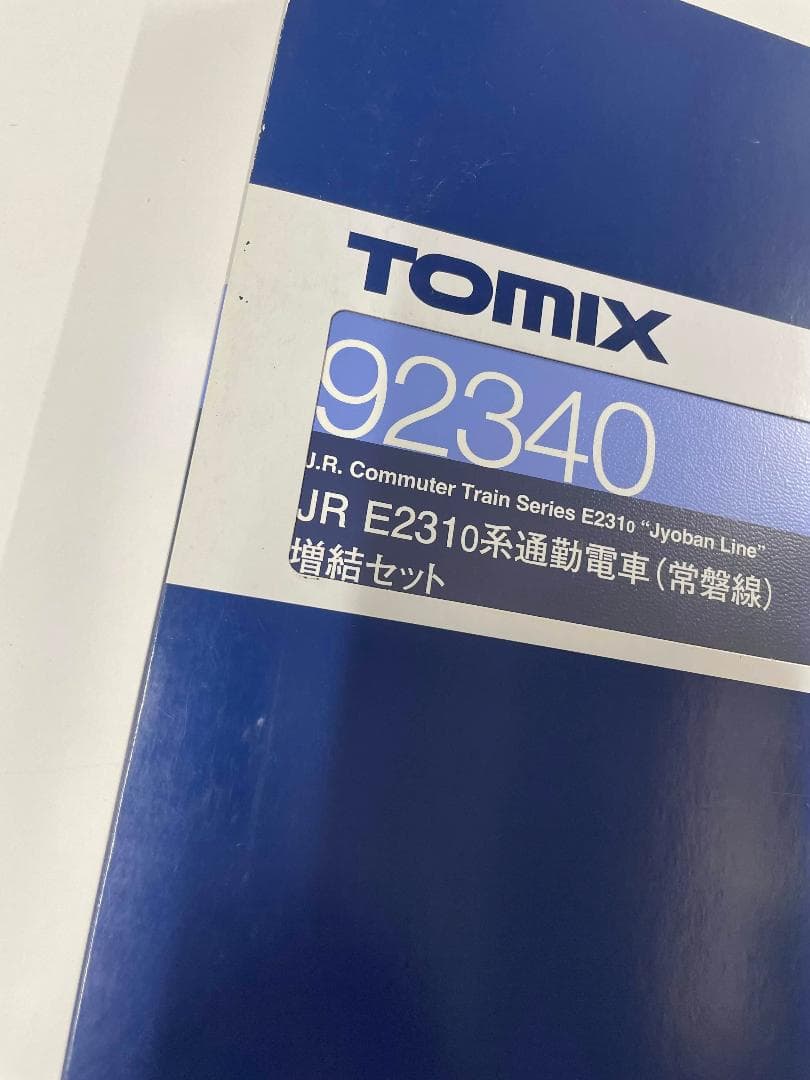 TOMIX
92340
J.R. Commuter Train Series E2310 "Jyoban Line"
JR E2310系通勤電車(常磐線)
増結セット